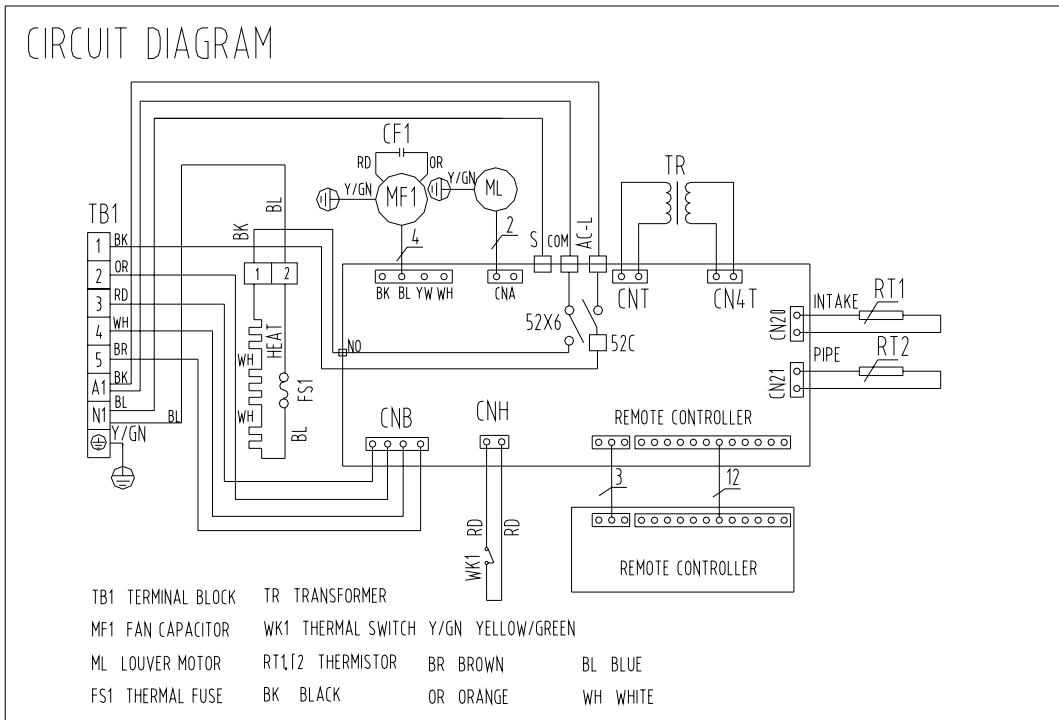 CIRCUIT DIAGRAM
CF1
RD OR
Y/GN MF1
Y/GN ML
TR
TB1
BK
BL
4
2
S COM AC-L
1 BK
2 OR
3 RD
4 WH
5 BR
A1 BK
N1 BL
BL
Y/GN
1 2
HEAT
WH
WH
FS1
BL
BK BL YW WH
CNA
CNT
CN4T
52X6
52C
NO
CN20
INTAKE RT1
CN21
PIPE RT2
CNB
CNH
REMOTE CONTROLLER
3
12
RD
RD
WK1
REMOTE CONTROLLER
TB1 TERMINAL BLOCK TR TRANSFORMER
MF1 FAN CAPACITOR WK1 THERMAL SWITCH Y/GN YELLOW/GREEN
ML LOUVER MOTOR RT1,T2 THERMISTOR BR BROWN BL BLUE
FS1 THERMAL FUSE BK BLACK OR ORANGE WH WHITE